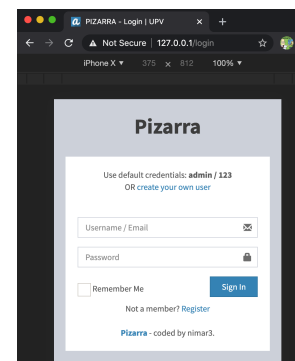 PIZARRA - Login | UPV
Not Secure | 127.0.0.1/login
iPhone X ▼ 375 x 812 100% ▼
Pizarra
Use default credentials: admin / 123
OR create your own user
Username / Email
Password
Remember Me
Sign In
Not a member? Register
Pizarra - coded by nimar3.